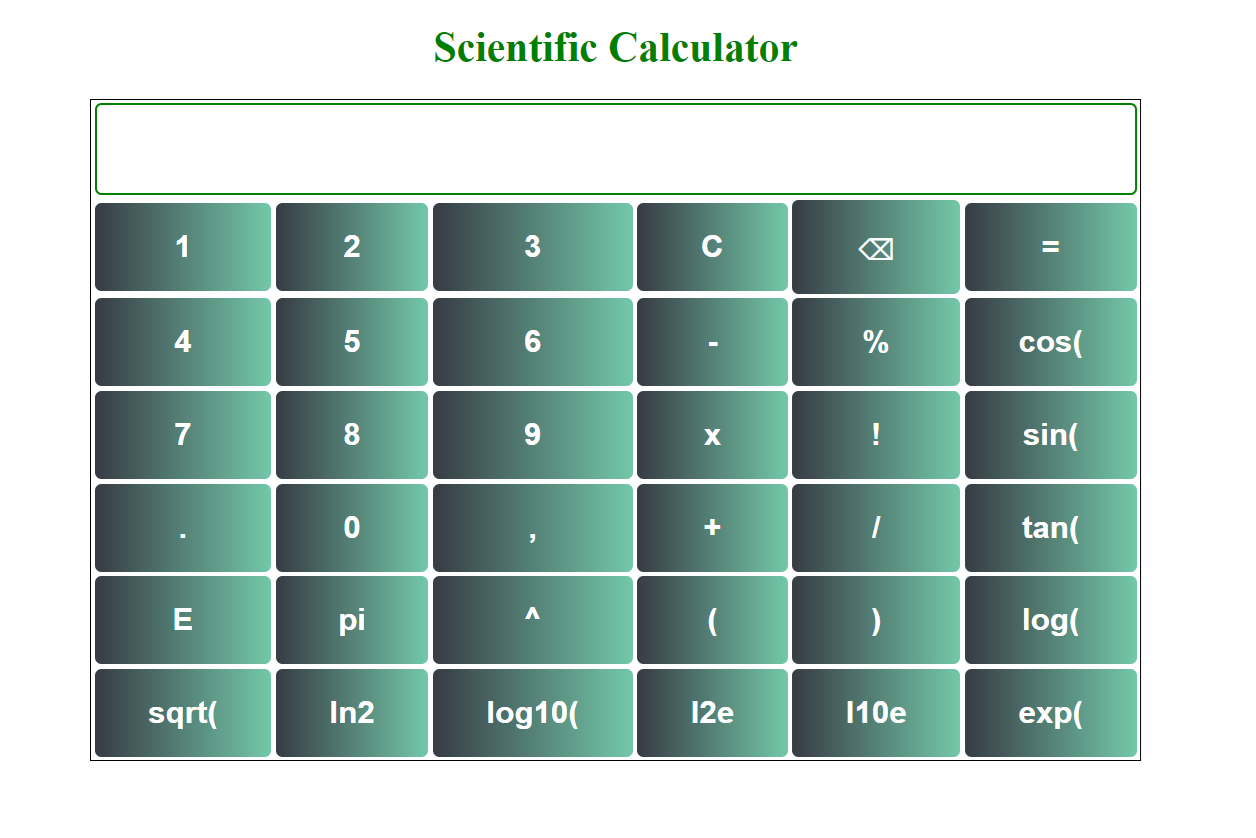 Scientific Calculator
1 2 3 C ⌫ =
4 5 6 - % cos(
7 8 9 x ! sin(
. 0 , + / tan(
E pi ^ ( ) log(
sqrt( ln2 log10( l2e l10e exp(